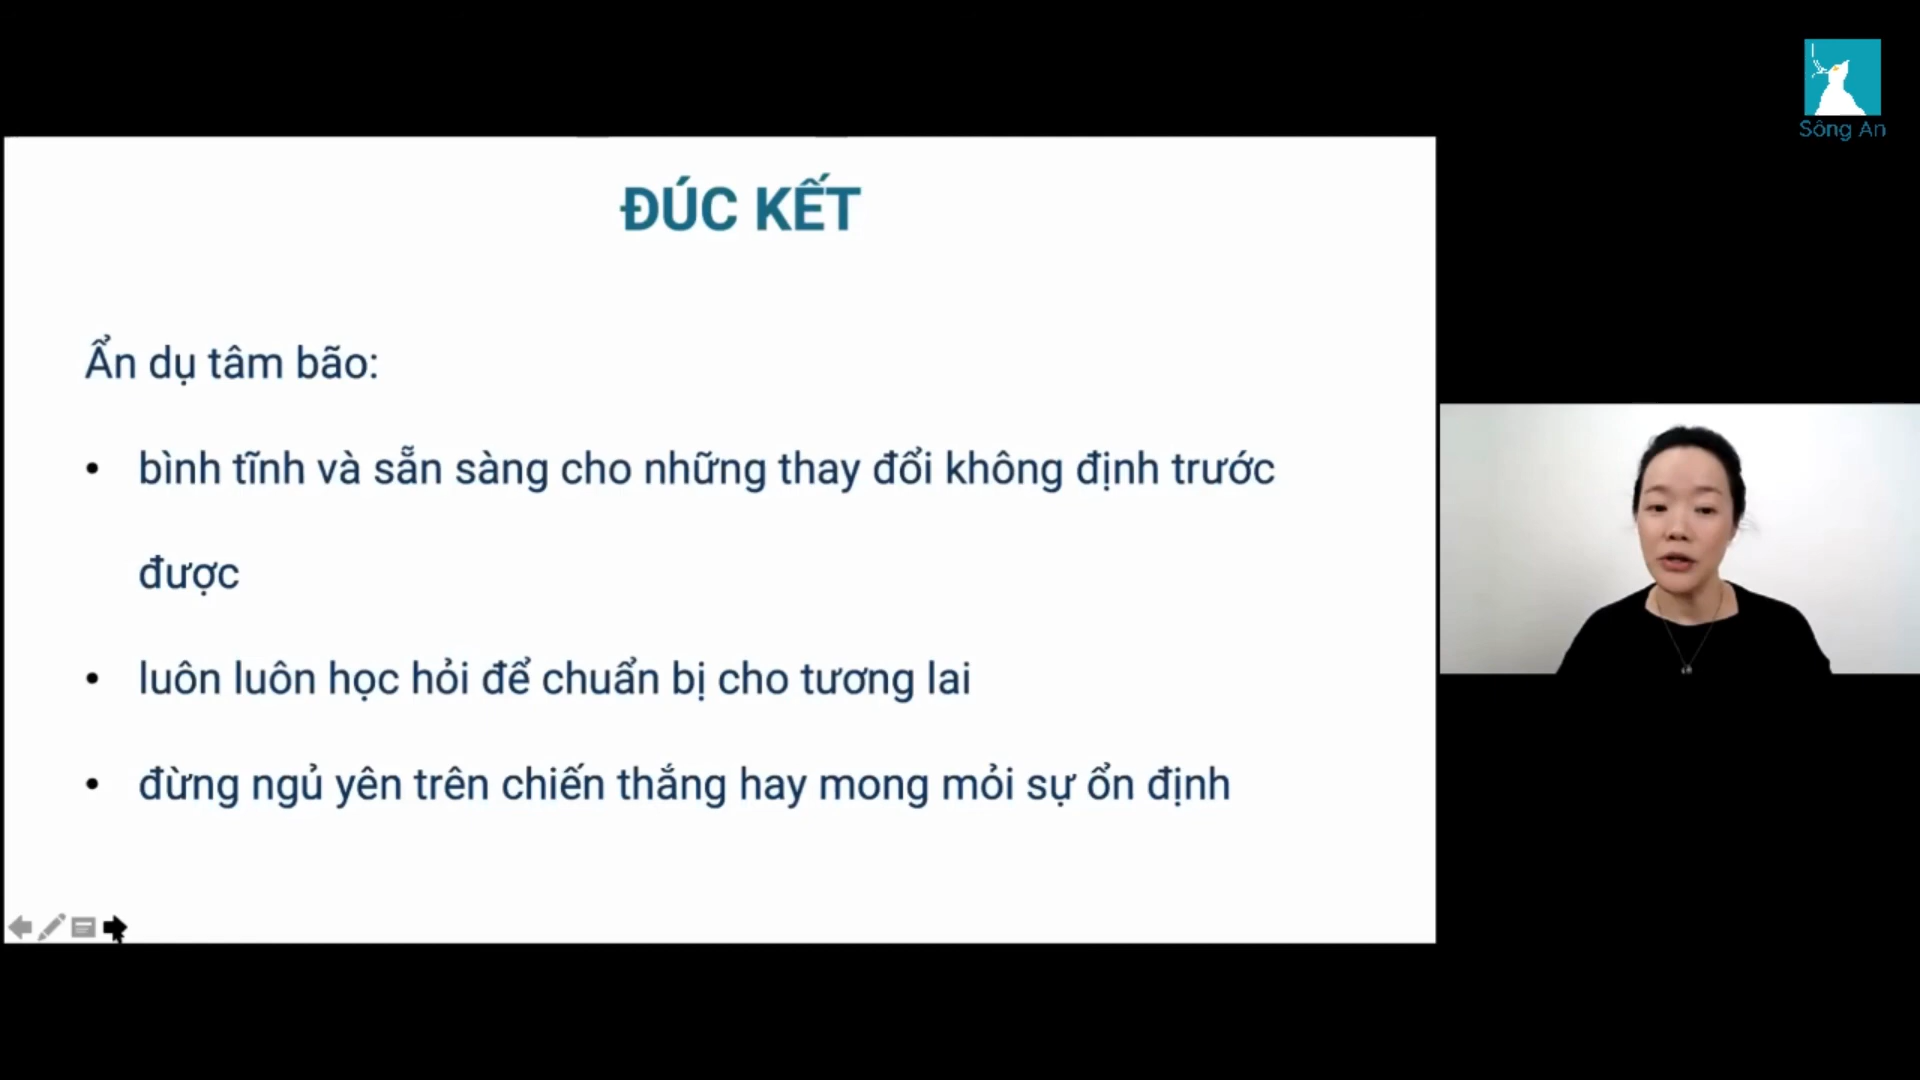 Sông An
ĐÚC KẾT
Ẩn dụ tâm bão:
• bình tĩnh và sẵn sàng cho những thay đổi không định trước
được
• luôn luôn học hỏi để chuẩn bị cho tương lai
• đừng ngủ yên trên chiến thắng hay mong mỏi sự ổn định